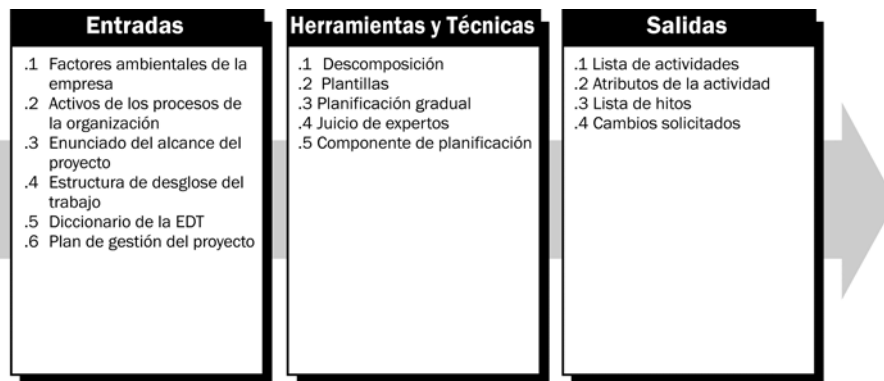 Entradas
.1 Factores ambientales de la
empresa
.2 Activos de los procesos de
la organización
.3 Enunciado del alcance del
proyecto
.4 Estructura de desglose del
trabajo
.5 Diccionario de la EDT
.6 Plan de gestión del proyecto
Herramientas y Técnicas
.1 Descomposición
.2 Plantillas
.3 Planificación gradual
.4 Juicio de expertos
.5 Componente de planificación
Salidas
.1 Lista de actividades
.2 Atributos de la actividad
.3 Lista de hitos
.4 Cambios solicitados